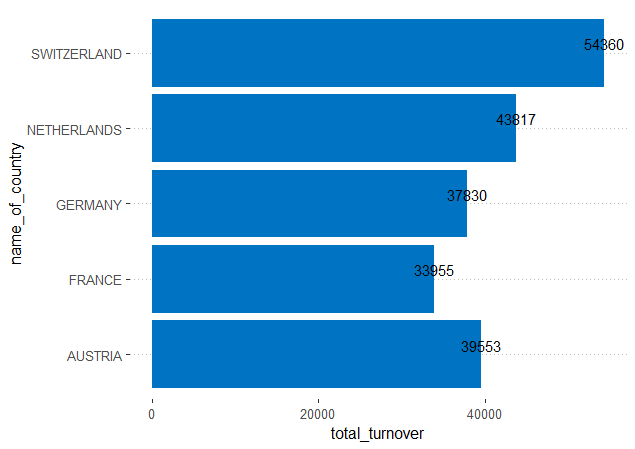 SWITZERLAND
54360
NETHERLANDS
43817
GERMANY
37830
FRANCE
33955
AUSTRIA
39553
name_of_country
0 20000 40000
total_turnover